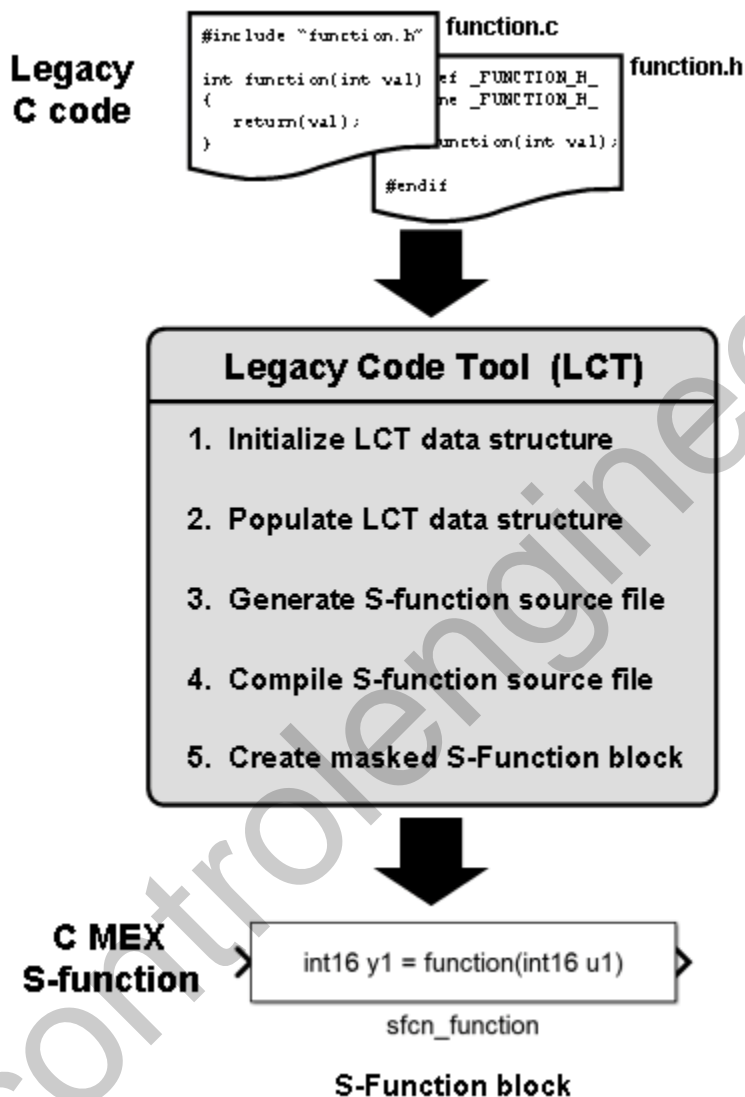 function.c
#include "function.h"
int function(int val)
{
return(val);
}
function.h
ef _FUNCTION_H_
ne _FUNCTION_H_
unction(int val);
#endif
Legacy
C code
Legacy Code Tool (LCT)
1. Initialize LCT data structure
2. Populate LCT data structure
3. Generate S-function source file
4. Compile S-function source file
5. Create masked S-Function block
C MEX
S-function
int16 y1 = function(int16 u1)
sfcn_function
S-Function block
controlenginee